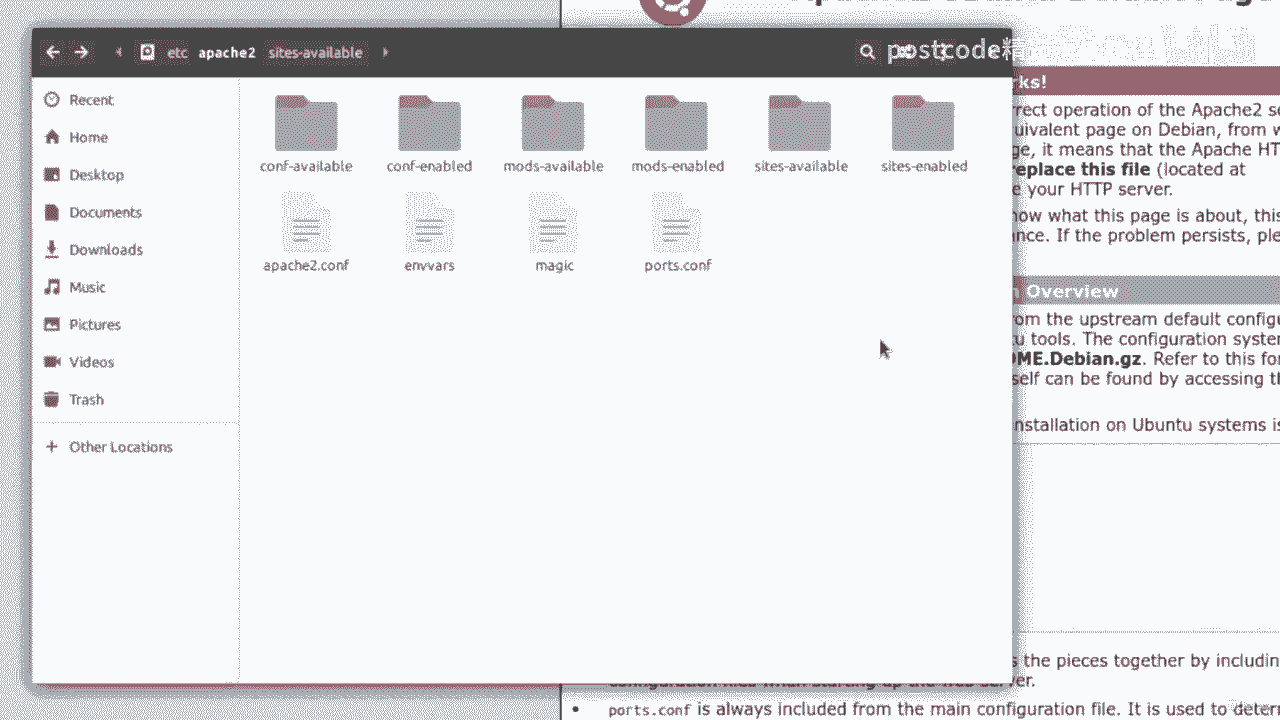 etc apache2 sites-available
postcode*
Recent
Home
Desktop
Documents
Downloads
Music
Pictures
Videos
Trash
Other Locations
conf-available conf-enabled mods-available mods-enabled sites-available sites-enabled
apache2.conf envvars magic ports.conf
ks!
rrect operation of the Apache2 se
uivalent page on Debian, from w
ge, it means that the Apache HT
eplace this file (located at
e your HTTP server.
now what this page is about, this
nce. If the problem persists, ple
Overview
om the upstream default configu
u tools. The configuration system
ME.Debian.gz. Refer to this for
self can be found by accessing th
nstallation on Ubuntu systems is
s the pieces together by includin
configuration files when starting up the web server.
• ports.conf is always included from the main configuration file. It is used to deter